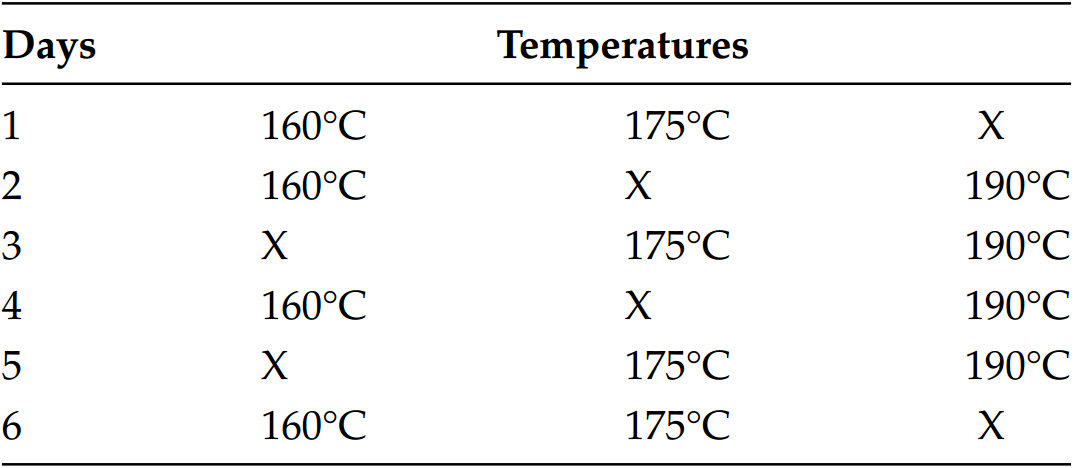 Days Temperatures
1 160°C 175°C X
2 160°C X 190°C
3 X 175°C 190°C
4 160°C X 190°C
5 X 175°C 190°C
6 160°C 175°C X